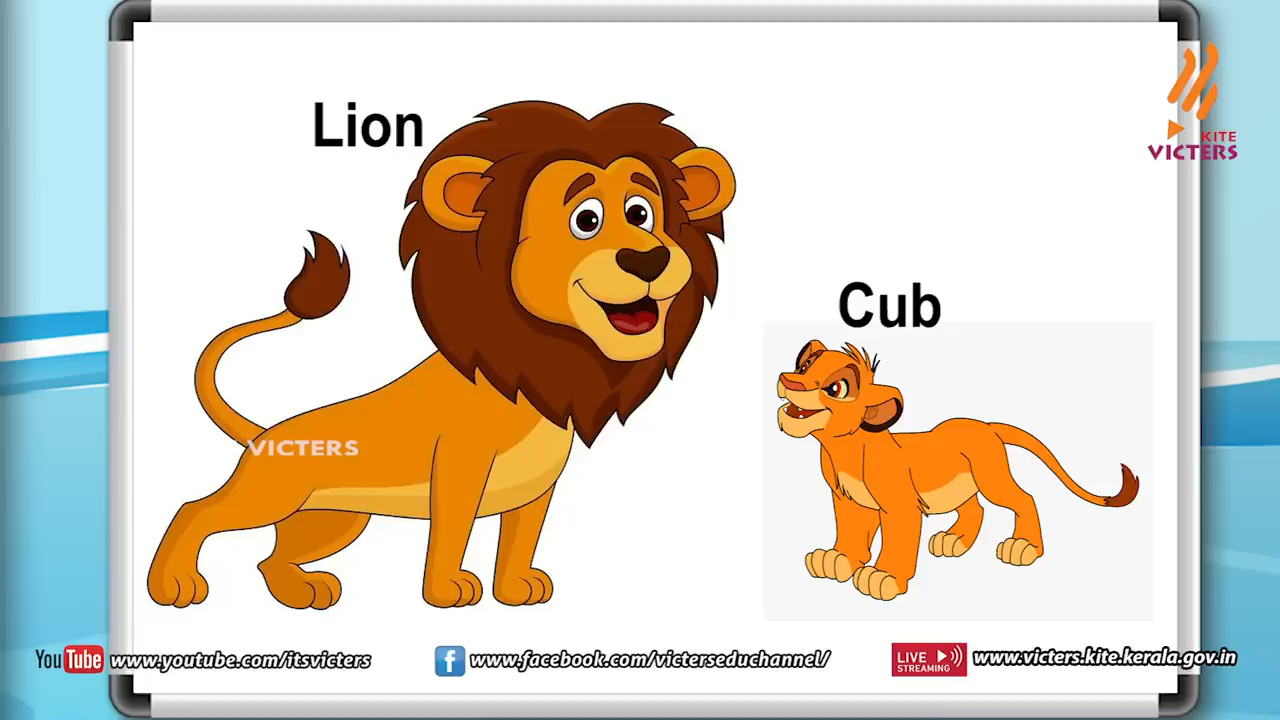 Lion
KITE
VICTERS
Cub
VICTERS
YouTube www.youtube.com/itsvicters
f www.facebook.com/victerseduchannel/
LIVE
STREAMING
www.victers.kite.kerala.gov.in